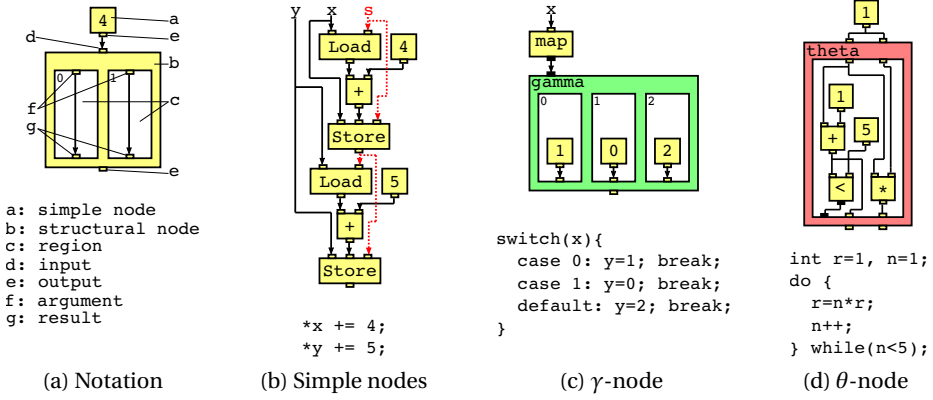 4
a
e
d
b
0
1
f
c
g
e
a: simple node
b: structural node
c: region
d: input
e: output
f: argument
g: result
(a) Notation
y x s
Load
4
+
Store
Load
5
+
Store
*x += 4;
*y += 5;
(b) Simple nodes
x
map
gamma
0 1 2
1 0 2
switch(x){
case 0: y=1; break;
case 1: y=0; break;
default: y=2; break;
}
(c) γ-node
1
theta
1
5
+
< *
int r=1, n=1;
do {
r=n*r;
n++;
} while(n<5);
(d) θ-node